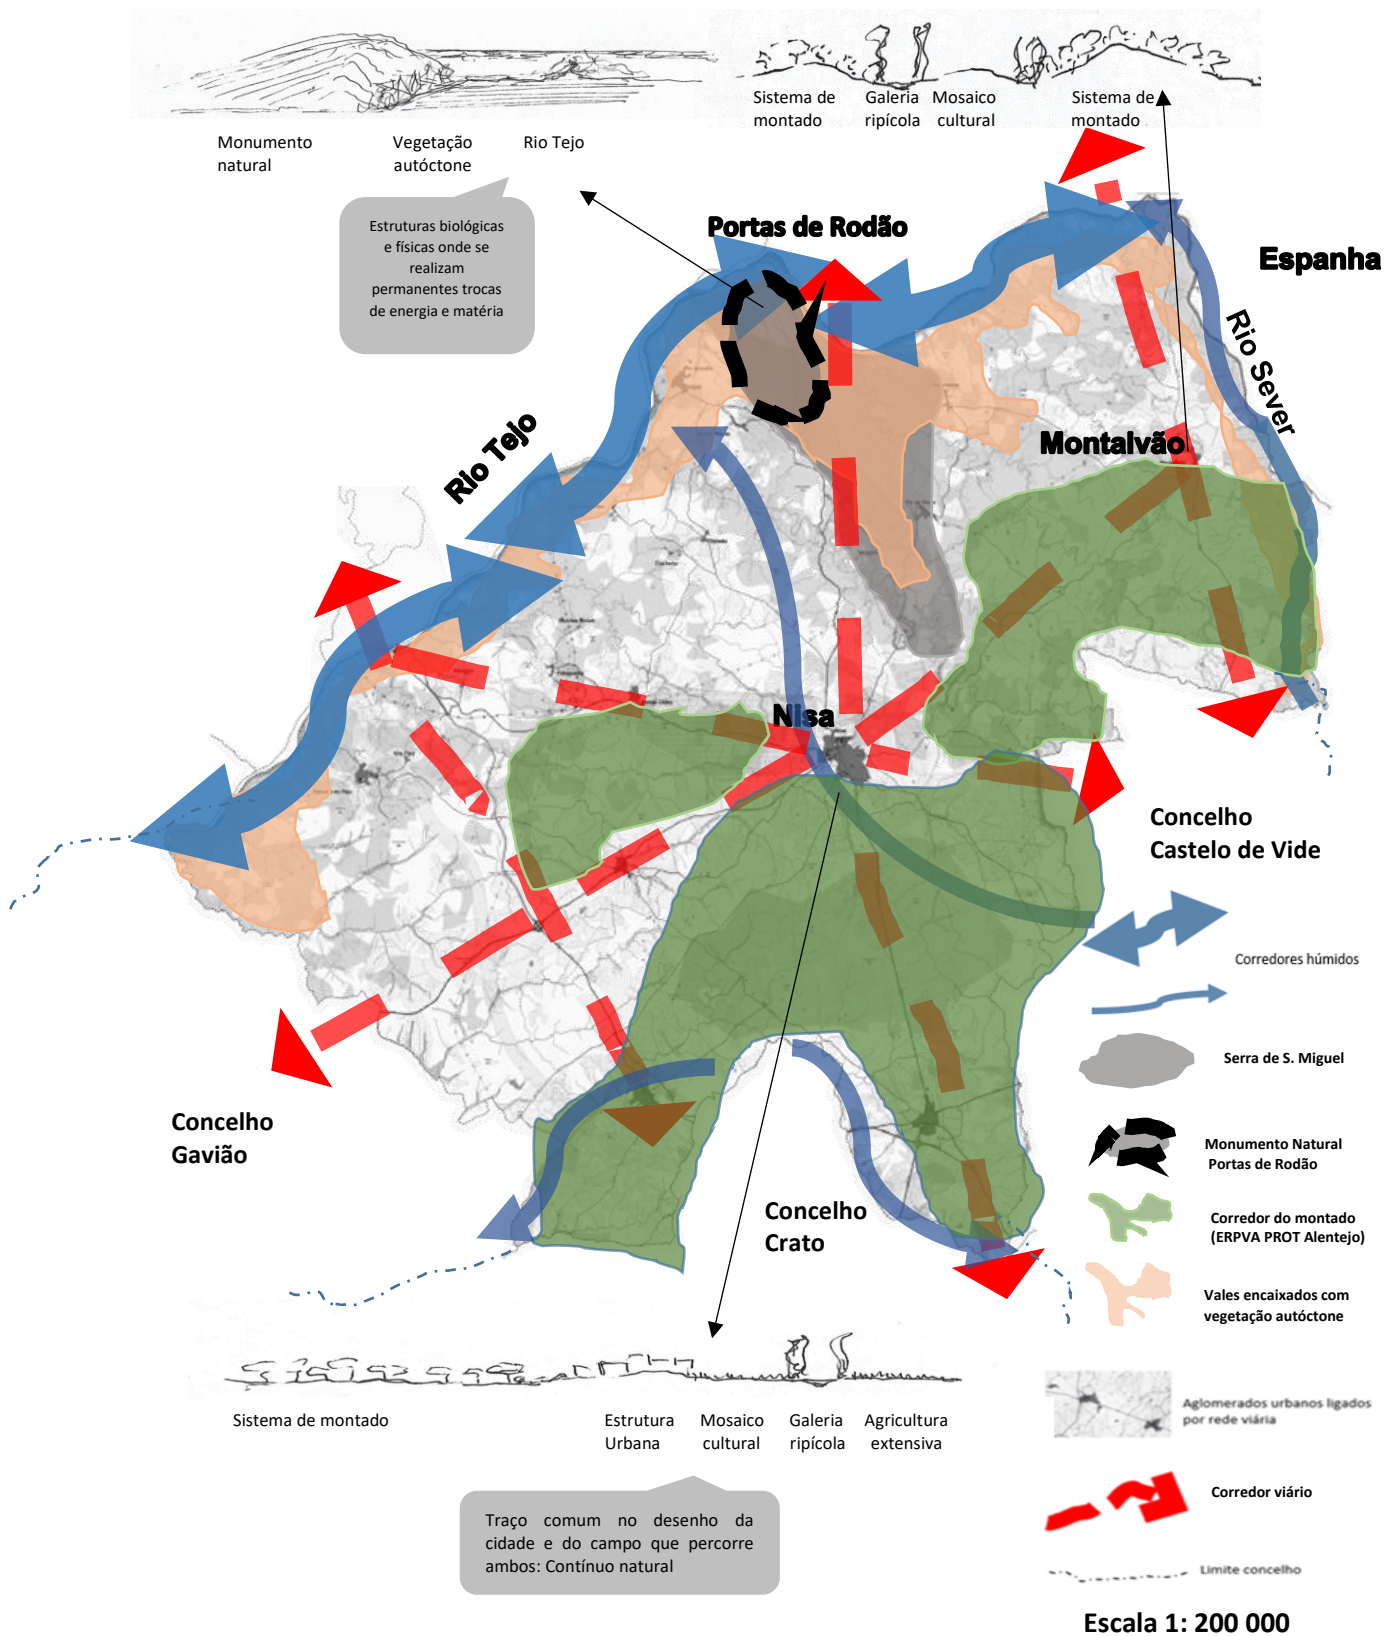 Sistema de
montado
Galeria
ripícola
Mosaico
cultural
Sistema de
montado
Monumento
natural
Vegetação
autóctone
Rio Tejo
Estruturas biológicas
e físicas onde se
realizam
permanentes trocas
de energia e matéria
Portas de Rodão
Espanha
Rio Sever
Rio Tejo
Montalvão
Nisa
Concelho
Castelo de Vide
Concelho
Gavião
Concelho
Crato
Corredores húmidos
Serra de S. Miguel
Monumento Natural
Portas de Rodão
Corredor do montado
(ERPVA PROT Alentejo)
Vales encaixados com
vegetação autóctone
Aglomerados urbanos ligados
por rede viária
Corredor viário
Limite concelho
Escala 1: 200 000
Sistema de montado
Estrutura
Urbana
Mosaico
cultural
Galeria
ripícola
Agricultura
extensiva
Traço comum no desenho da
cidade e do campo que percorre
ambos: Contínuo natural